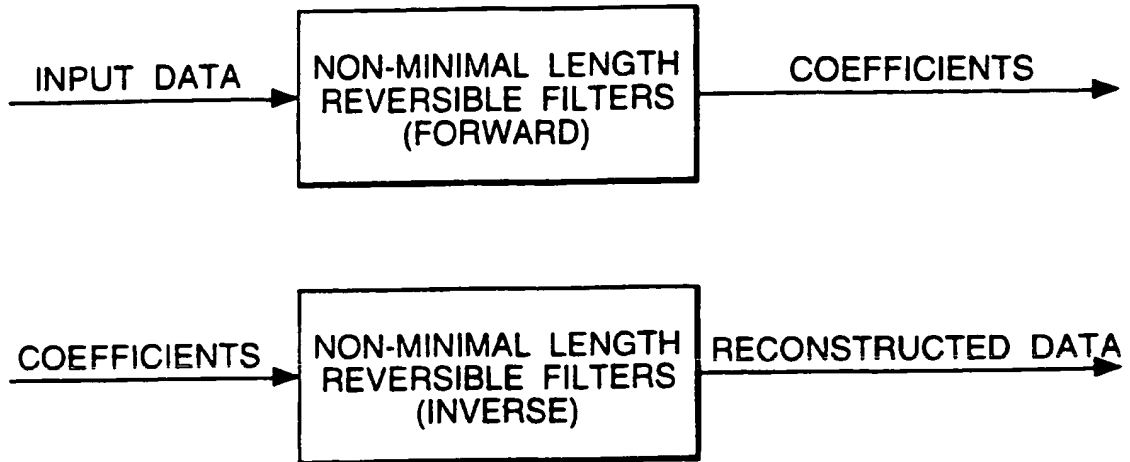 INPUT DATA
NON-MINIMAL LENGTH
REVERSIBLE FILTERS
(FORWARD)
COEFFICIENTS
COEFFICIENTS
NON-MINIMAL LENGTH
REVERSIBLE FILTERS
(INVERSE)
RECONSTRUCTED DATA